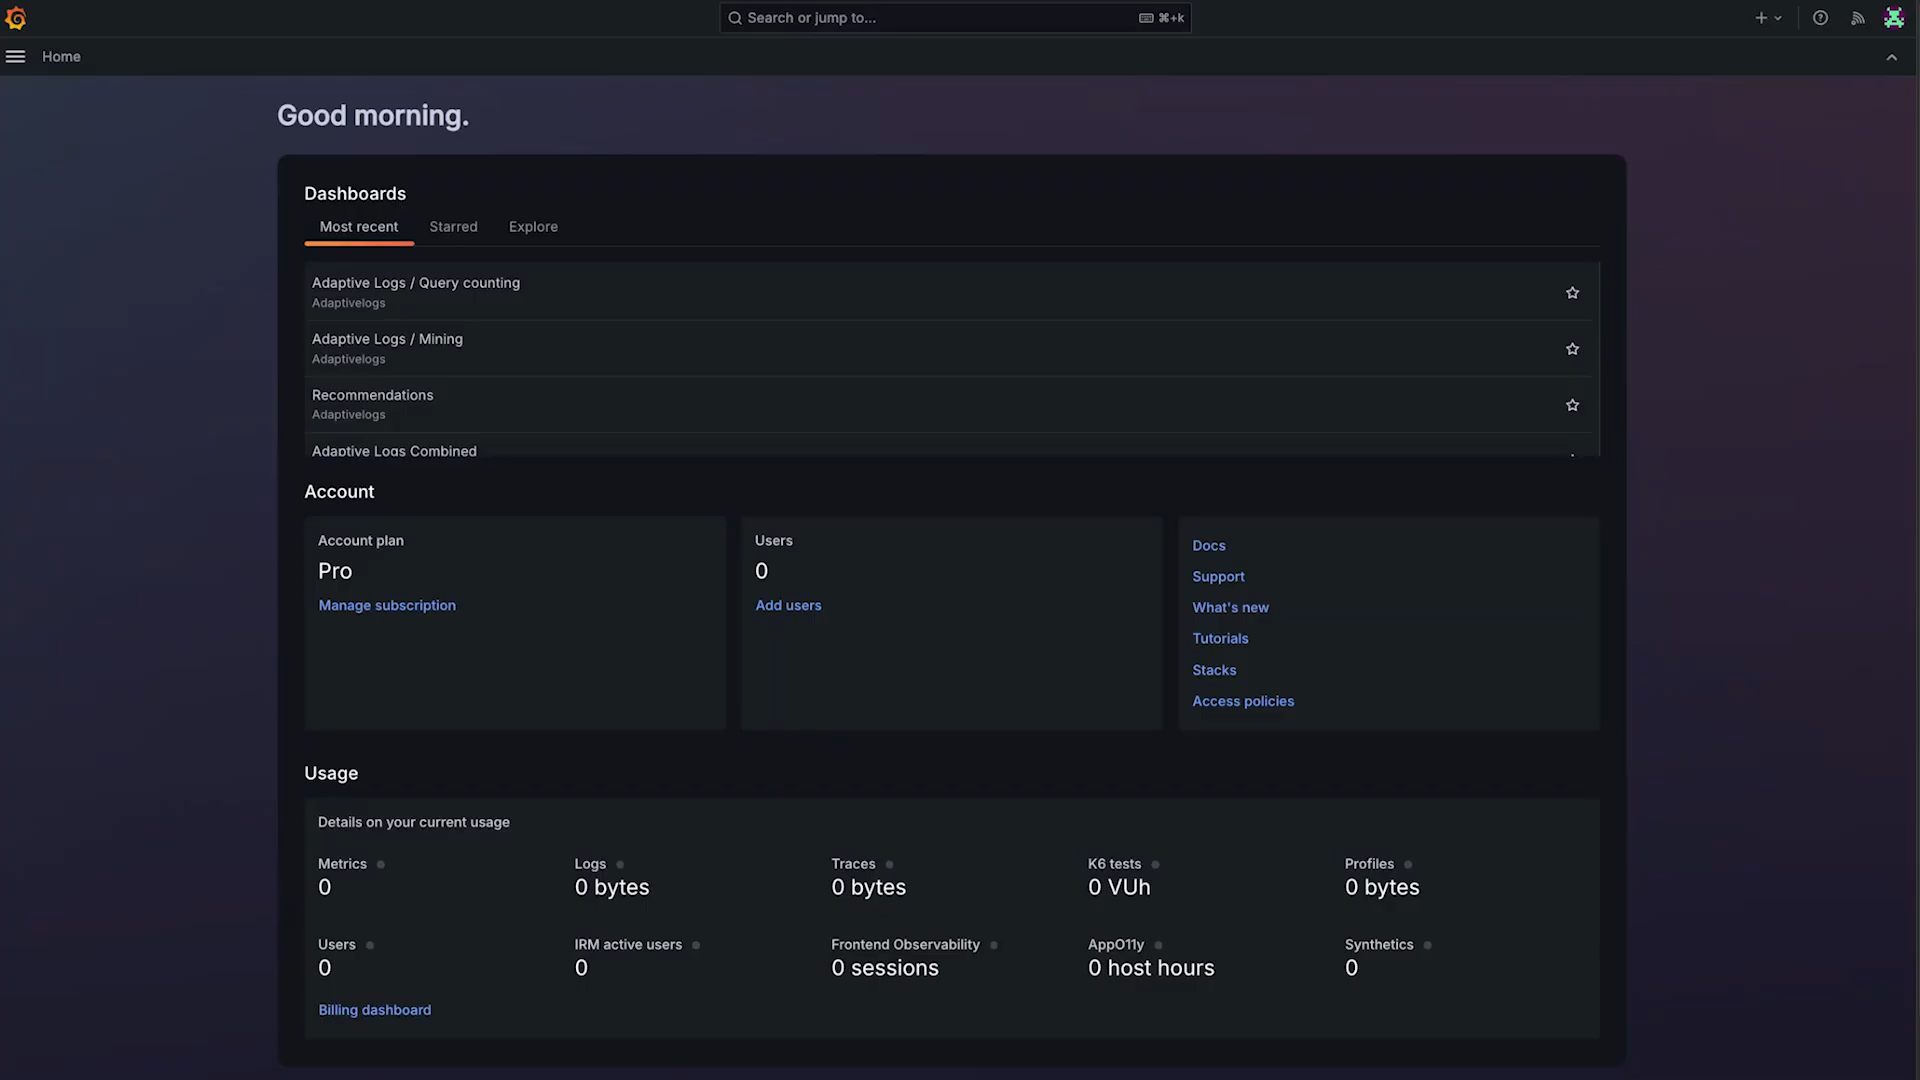 Search or jump to...
⌘+k
Home
Good morning.
Dashboards
Most recent
Starred
Explore
Adaptive Logs / Query counting
Adaptivelogs
Adaptive Logs / Mining
Adaptivelogs
Recommendations
Adaptivelogs
Adaptive Logs Combined
Account
Account plan
Pro
Manage subscription
Users
0
Add users
Docs
Support
What's new
Tutorials
Stacks
Access policies
Usage
Details on your current usage
Metrics
0
Logs
0 bytes
Traces
0 bytes
K6 tests
0 VUh
Profiles
0 bytes
Users
0
IRM active users
0
Frontend Observability
0 sessions
AppO11y
0 host hours
Synthetics
0
Billing dashboard